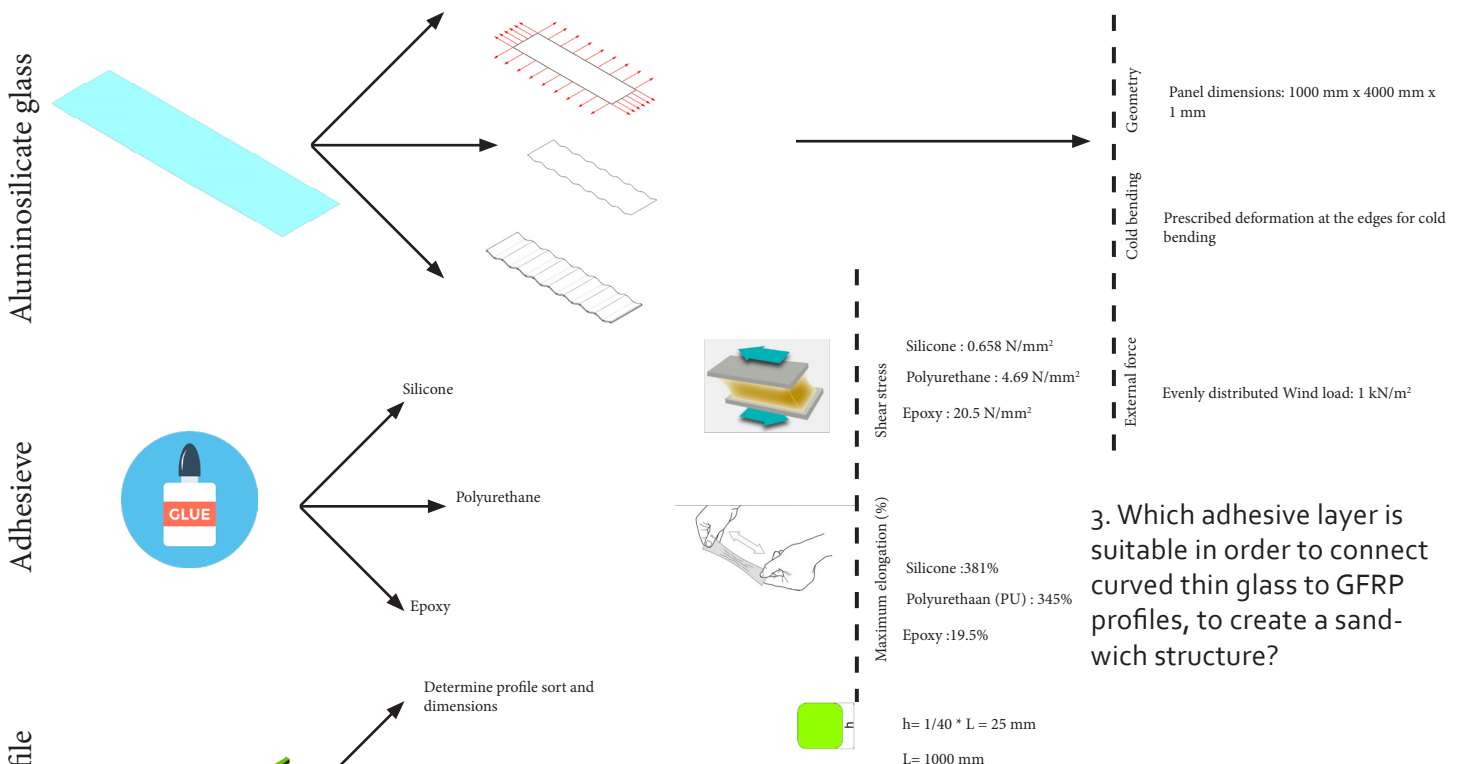 Aluminosilicate glass
Geometry
Panel dimensions: 1000 mm x 4000 mm x
1 mm
Cold bending
Prescribed deformation at the edges for cold
bending
External force
Evenly distributed Wind load: 1 kN/m²
Adhesieve
GLUE
Silicone
Polyurethane
Epoxy
Shear stress
Silicone : 0.658 N/mm²
Polyurethane : 4.69 N/mm²
Epoxy : 20.5 N/mm²
Maximum elongation (%)
Silicone :381%
Polyurethaan (PU) : 345%
Epoxy :19.5%
3. Which adhesive layer is
suitable in order to connect
curved thin glass to GFRP
profiles, to create a sand-
wich structure?
file
Determine profile sort and
dimensions
h
h= 1/40 * L = 25 mm
L= 1000 mm